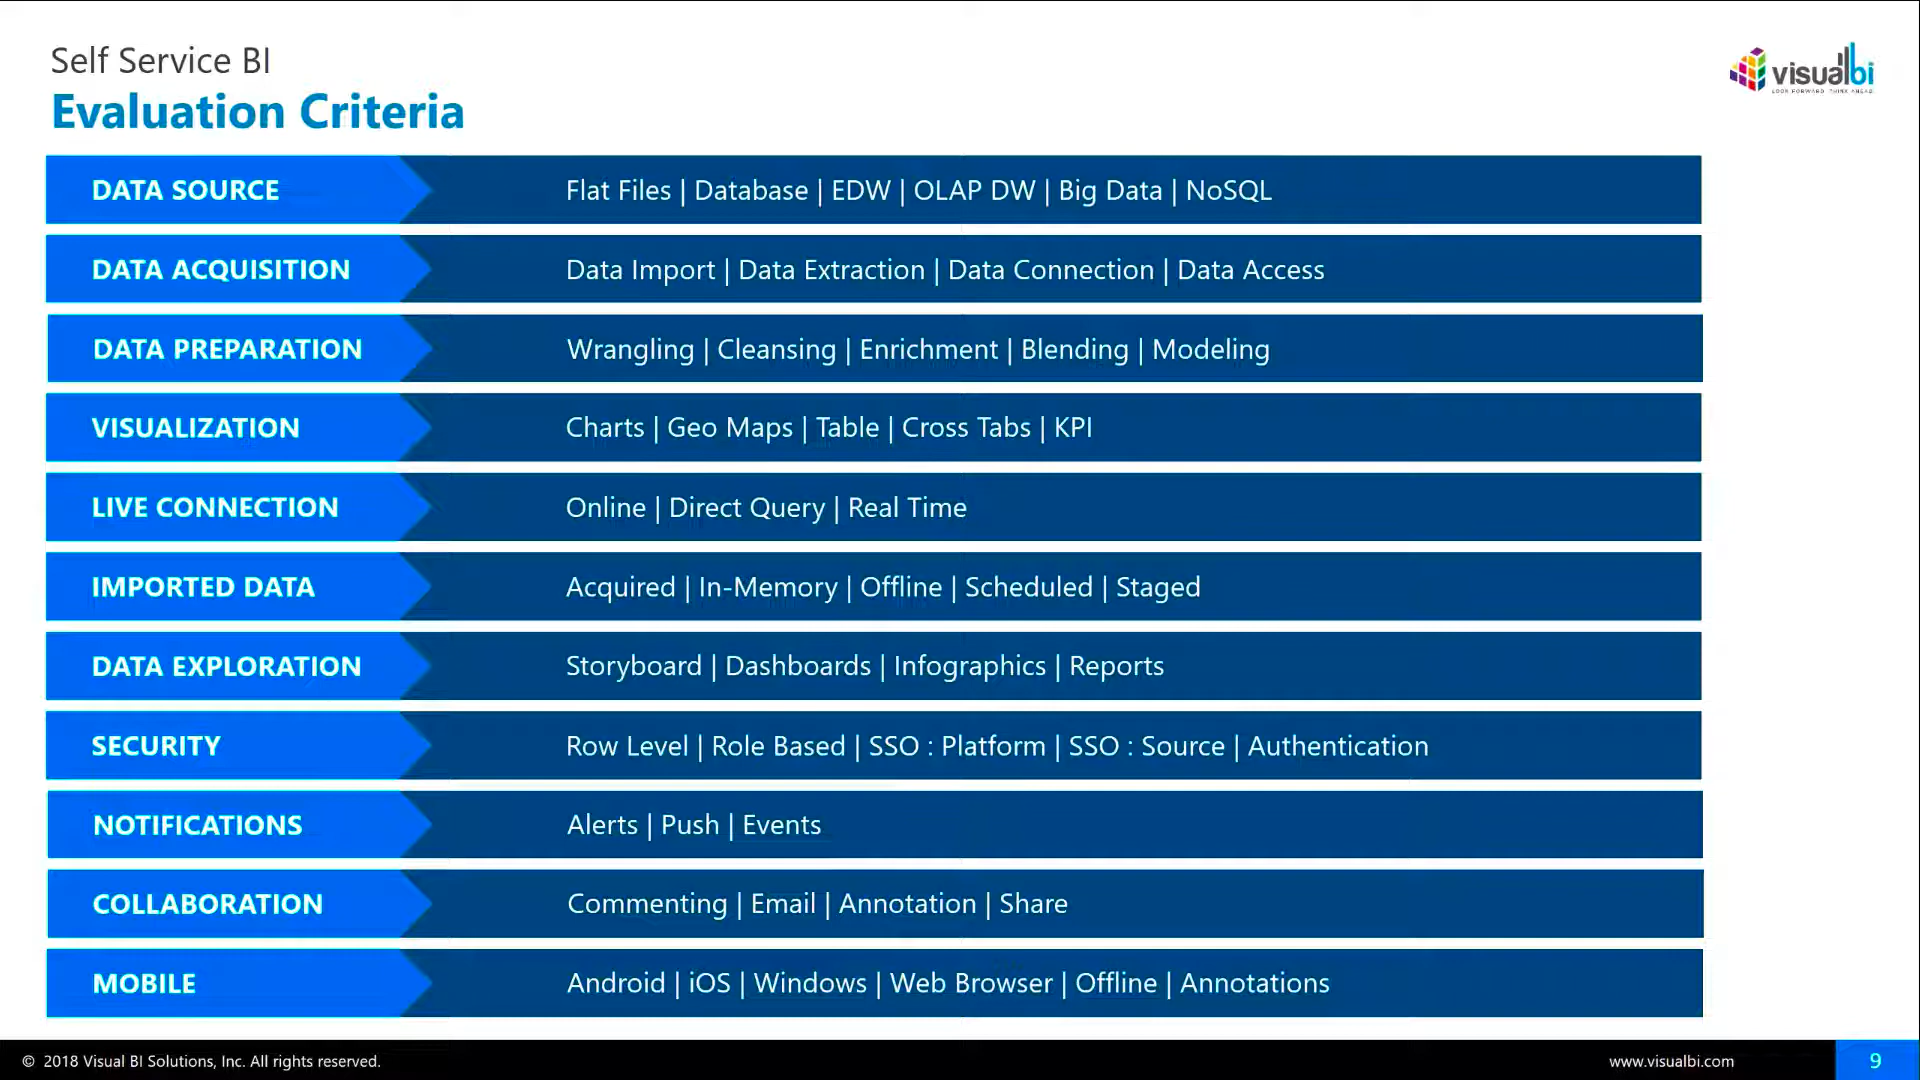 Self Service BI
Evaluation Criteria
visualbi
LOOK FORWARD. THINK AHEAD.
DATA SOURCE
Flat Files | Database | EDW | OLAP DW | Big Data | NoSQL
DATA ACQUISITION
Data Import | Data Extraction | Data Connection | Data Access
DATA PREPARATION
Wrangling | Cleansing | Enrichment | Blending | Modeling
VISUALIZATION
Charts | Geo Maps | Table | Cross Tabs | KPI
LIVE CONNECTION
Online | Direct Query | Real Time
IMPORTED DATA
Acquired | In-Memory | Offline | Scheduled | Staged
DATA EXPLORATION
Storyboard | Dashboards | Infographics | Reports
SECURITY
Row Level | Role Based | SSO : Platform | SSO : Source | Authentication
NOTIFICATIONS
Alerts | Push | Events
COLLABORATION
Commenting | Email | Annotation | Share
MOBILE
Android | iOS | Windows | Web Browser | Offline | Annotations
© 2018 Visual BI Solutions, Inc. All rights reserved.
www.visualbi.com
9